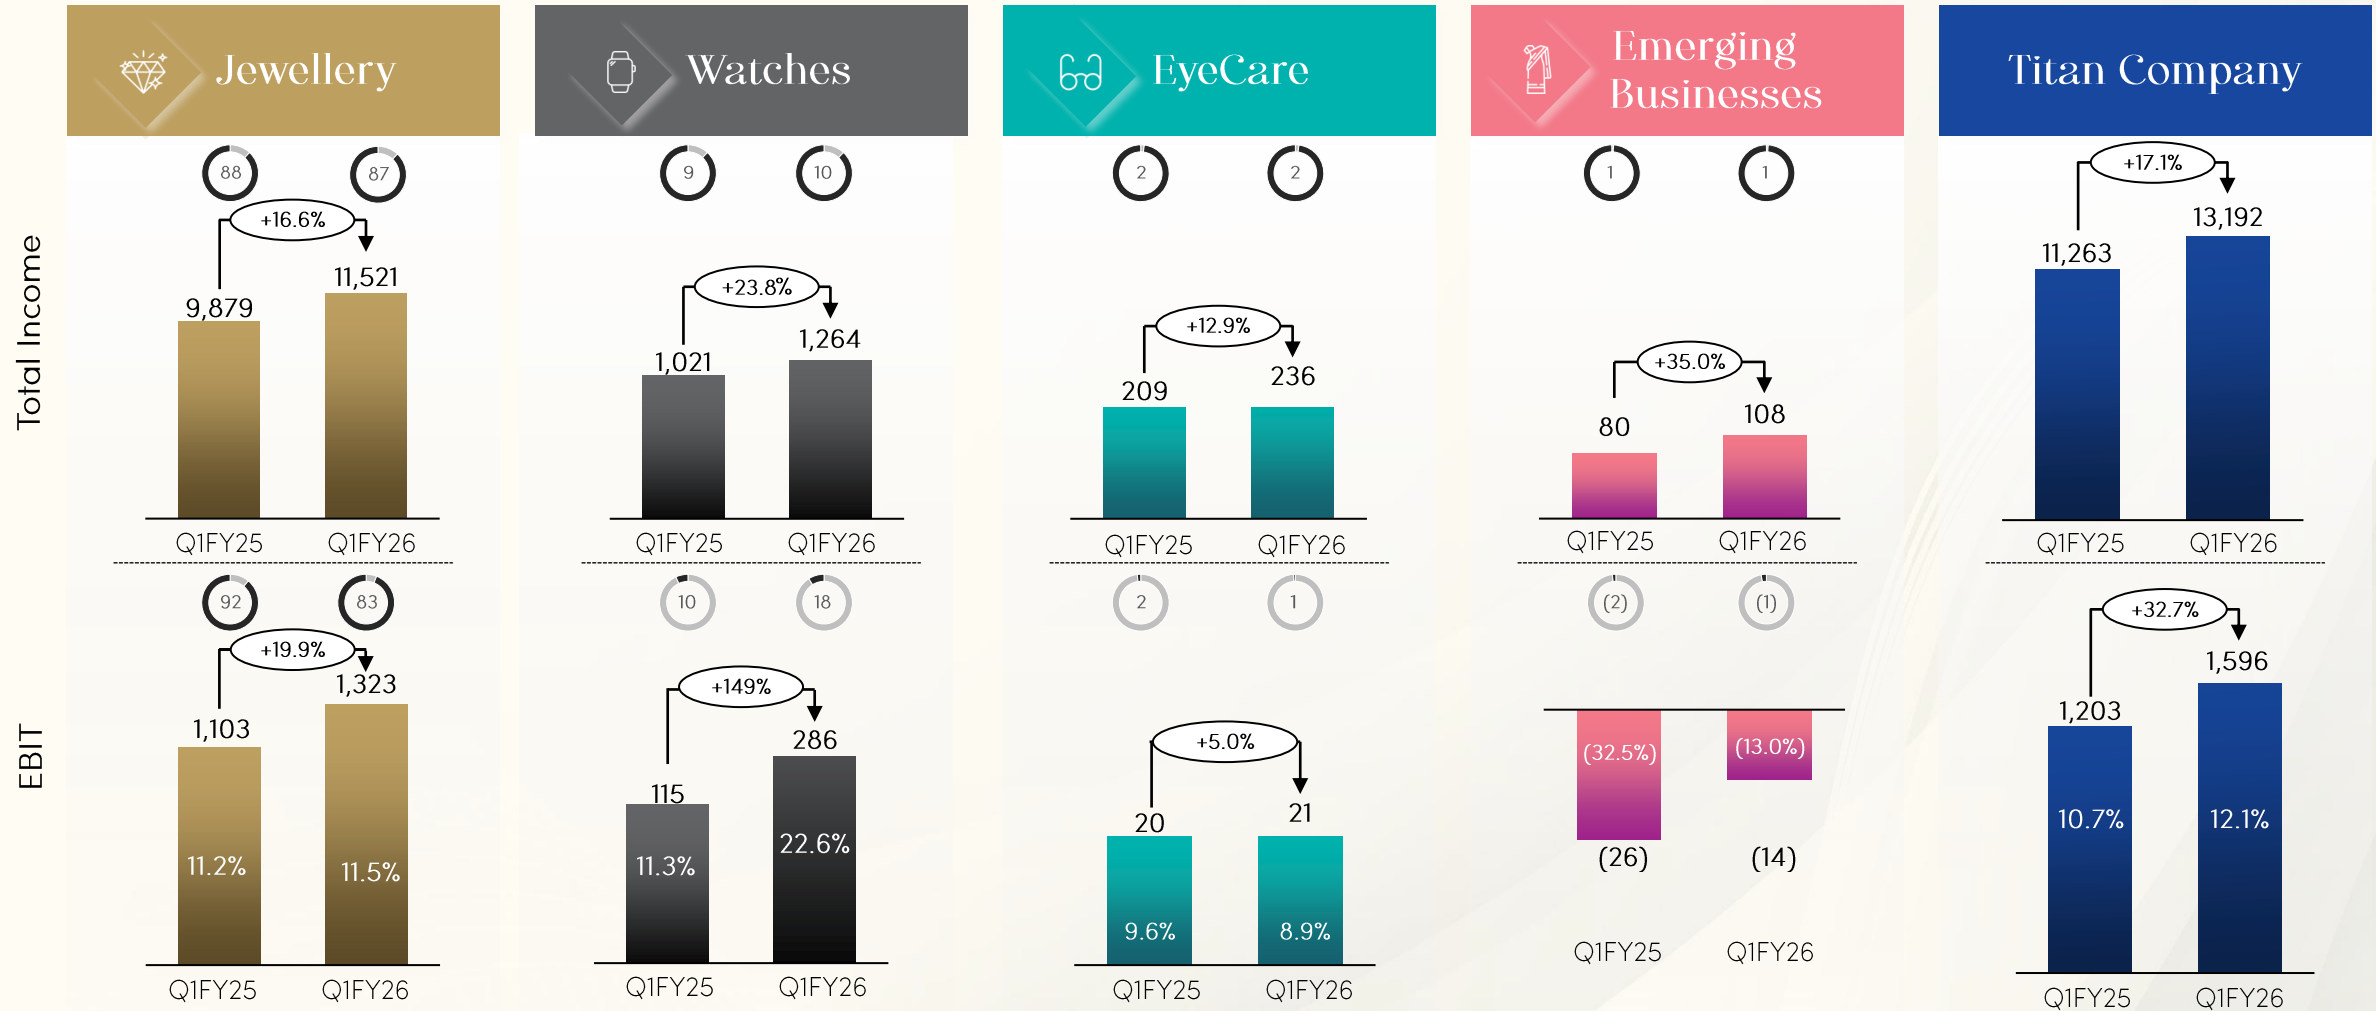 Jewellery
Watches
EyeCare
Emerging
Businesses
Titan Company
Total Income
88
87
+16.6%
9,879
11,521
Q1FY25
Q1FY26
9
10
+23.8%
1,021
1,264
Q1FY25
Q1FY26
2
2
+12.9%
209
236
Q1FY25
Q1FY26
1
1
+35.0%
80
108
Q1FY25
Q1FY26
+17.1%
11,263
13,192
Q1FY25
Q1FY26
EBIT
92
83
+19.9%
1,103
1,323
11.2%
11.5%
Q1FY25
Q1FY26
10
18
+149%
115
286
11.3%
22.6%
Q1FY25
Q1FY26
2
1
+5.0%
20
21
9.6%
8.9%
Q1FY25
Q1FY26
(2)
(1)
(32.5%)
(13.0%)
(26)
(14)
Q1FY25
Q1FY26
+32.7%
1,203
1,596
10.7%
12.1%
Q1FY25
Q1FY26